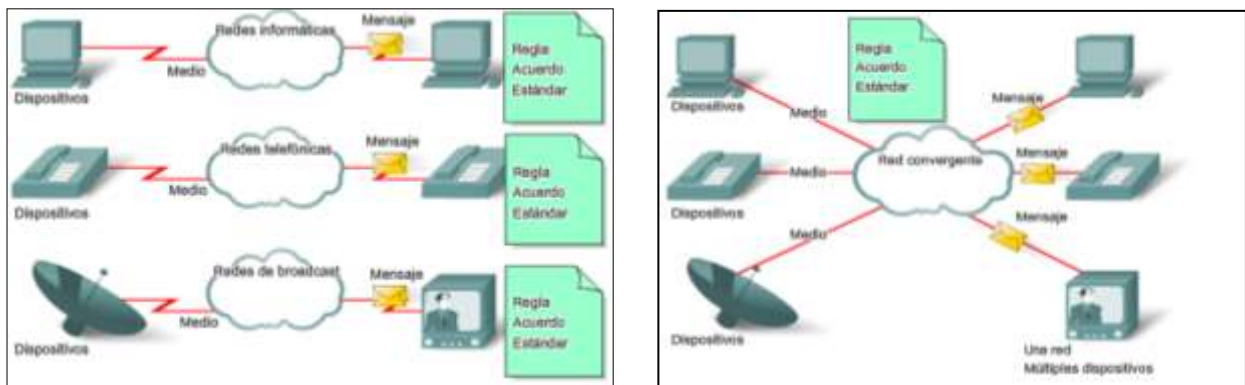 Redes informáticas
Mensaje
Medio
Dispositivos
Regla
Acuerdo
Estándar
Redes telefónicas
Mensaje
Medio
Dispositivos
Regla
Acuerdo
Estándar
Redes de broadcast
Mensaje
Medio
Dispositivos
Regla
Acuerdo
Estándar
Regla
Acuerdo
Estándar
Dispositivos
Medio
Mensaje
Red convergente
Mensaje
Medio
Dispositivos
Mensaje
Medio
Dispositivos
Una red
Múltiples dispositivos